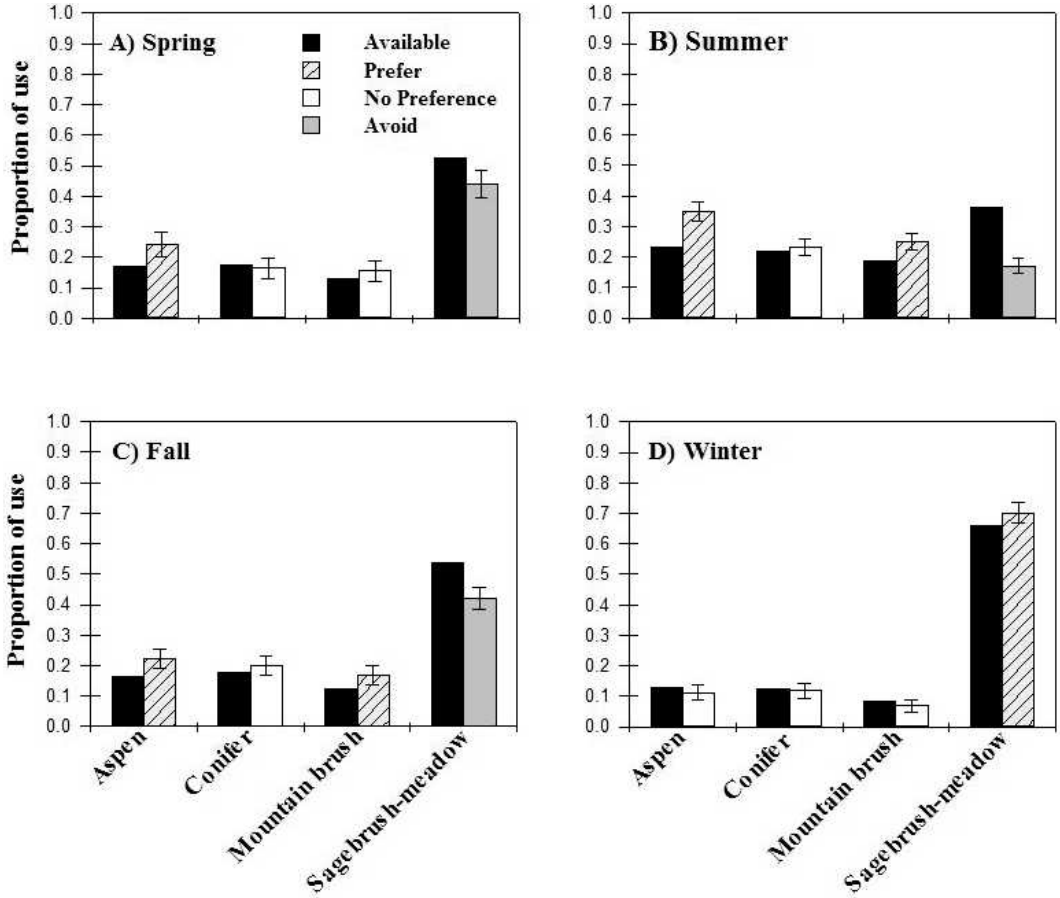 A) Spring
Available
Prefer
No Preference
Avoid
Proportion of use
1.0
0.9
0.8
0.7
0.6
0.5
0.4
0.3
0.2
0.1
0.0
B) Summer
1.0
0.9
0.8
0.7
0.6
0.5
0.4
0.3
0.2
0.1
0.0
C) Fall
Proportion of use
1.0
0.9
0.8
0.7
0.6
0.5
0.4
0.3
0.2
0.1
0.0
Aspen
Conifer
Mountain brush
Sagebrush-meadow
D) Winter
1.0
0.9
0.8
0.7
0.6
0.5
0.4
0.3
0.2
0.1
0.0
Aspen
Conifer
Mountain brush
Sagebrush-meadow